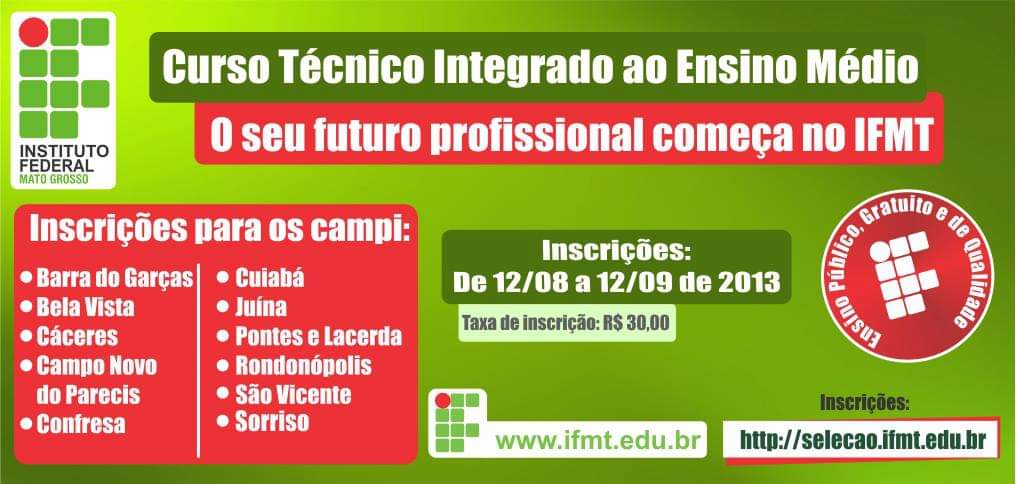 INSTITUTO
FEDERAL
MATO GROSSO
Curso Técnico Integrado ao Ensino Médio
O seu futuro profissional começa no IFMT
Inscrições para os campi:
• Barra do Garças
• Bela Vista
• Cáceres
• Campo Novo
do Parecis
• Confresa
• Cuiabá
• Juína
• Pontes e Lacerda
• Rondonópolis
• São Vicente
• Sorriso
Inscrições:
De 12/08 a 12/09 de 2013
Taxa de inscrição: R$ 30,00
Ensino Público, Gratuito e de Qualidade
www.ifmt.edu.br
Inscrições:
http://selecao.ifmt.edu.br